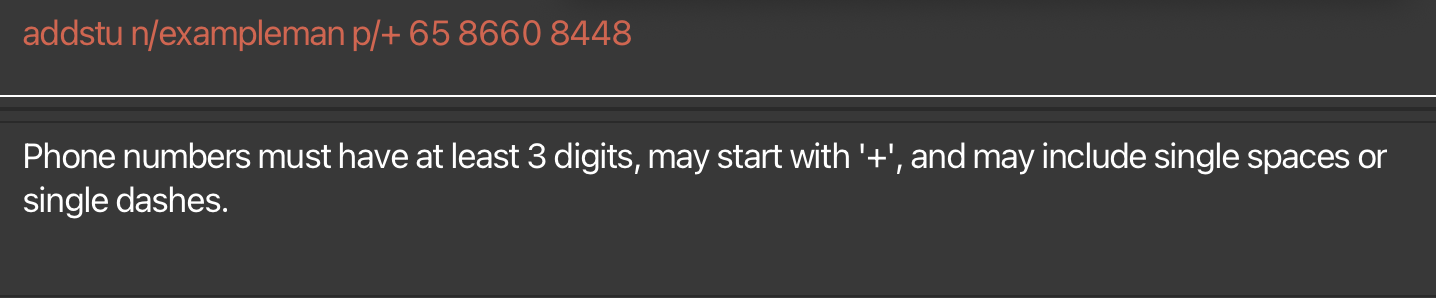 addstu n/exampleman p/+ 65 8660 8448
Phone numbers must have at least 3 digits, may start with '+', and may include single spaces or
single dashes.